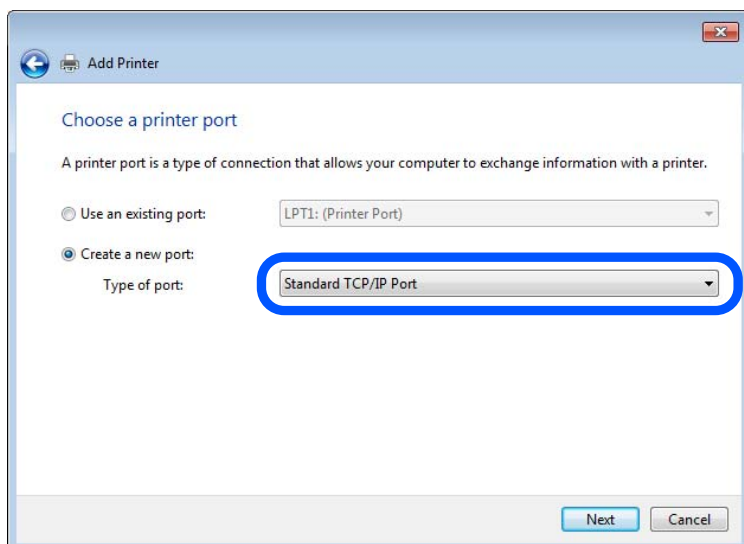 Add Printer
Choose a printer port
A printer port is a type of connection that allows your computer to exchange information with a printer.
Use an existing port: LPT1: (Printer Port)
Create a new port:
Type of port: Standard TCP/IP Port
Next Cancel